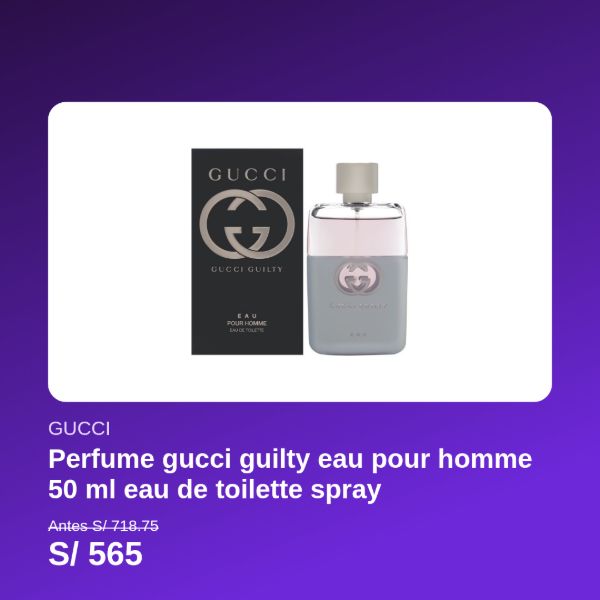 GUCCI
GUCCI GUILTY
EAU
POUR HOMME
EAU DE TOILETTE
EAU
GUCCI
Perfume gucci guilty eau pour homme
50 ml eau de toilette spray
Antes S/ 718.75
S/ 565